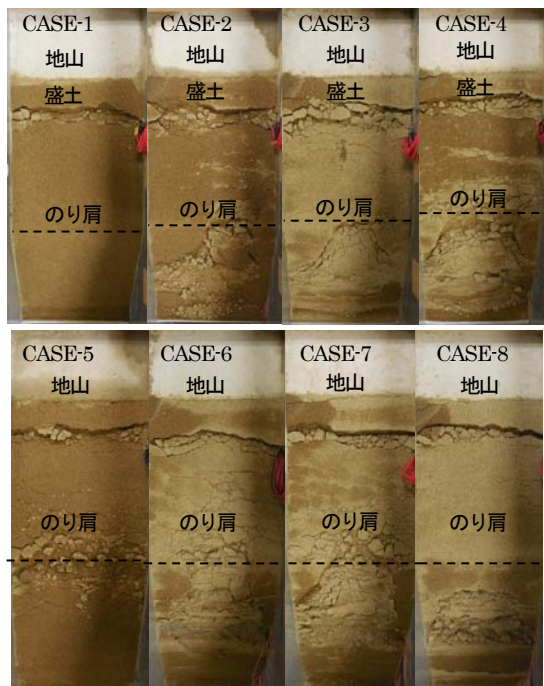 CASE-1
地山
盛土
のり肩
CASE-2
地山
盛土
のり肩
CASE-3
地山
盛土
のり肩
CASE-4
地山
盛土
のり肩
CASE-5
地山
のり肩
CASE-6
地山
のり肩
CASE-7
地山
のり肩
CASE-8
地山
のり肩